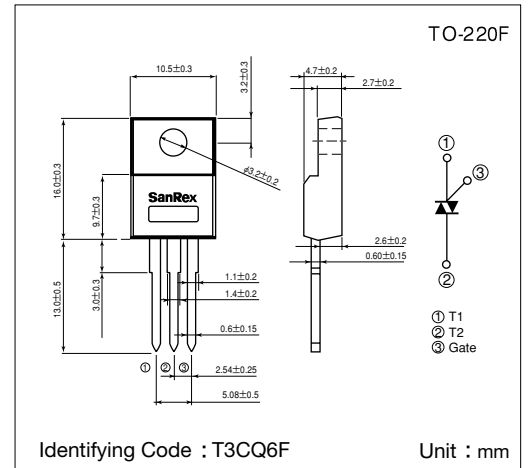 TO-220F
10.5±0.3
3.2±0.3
4.7±0.2
2.7±0.2
16.0±0.3
9.7±0.3
φ3.2±0.2
SanRex
①
③
②
2.6±0.2
0.60±0.15
13.0±0.5
3.0±0.3
1.1±0.2
1.4±0.2
0.6±0.15
① ② ③
2.54±0.25
5.08±0.5
① T1
② T2
③ Gate
Identifying Code : T3CQ6F
Unit : mm